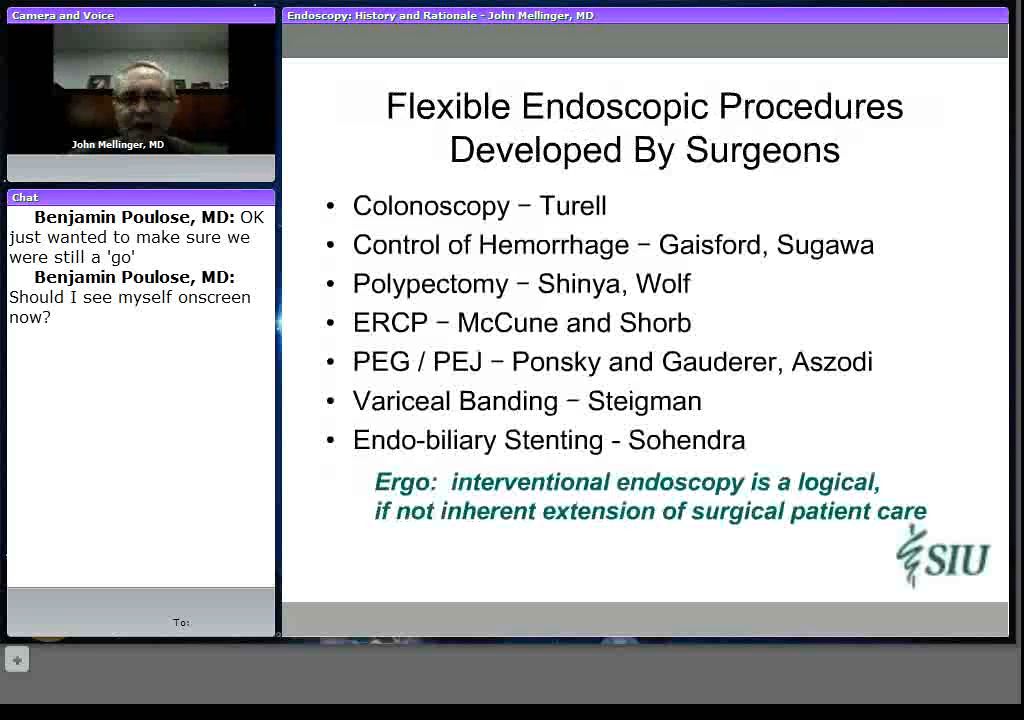 Camera and Voice
John Mellinger, MD
Chat
Benjamin Poulose, MD: OK
just wanted to make sure we
were still a 'go'
Benjamin Poulose, MD:
Should I see myself onscreen
now?
To:
Endoscopy: History and Rationale - John Mellinger, MD
Flexible Endoscopic Procedures
Developed By Surgeons
• Colonoscopy – Turell
• Control of Hemorrhage – Gaisford, Sugawa
• Polypectomy – Shinya, Wolf
• ERCP – McCune and Shorb
• PEG / PEJ – Ponsky and Gauderer, Aszodi
• Variceal Banding – Steigman
• Endo-biliary Stenting - Sohendra
Ergo: interventional endoscopy is a logical,
if not inherent extension of surgical patient care
SIU